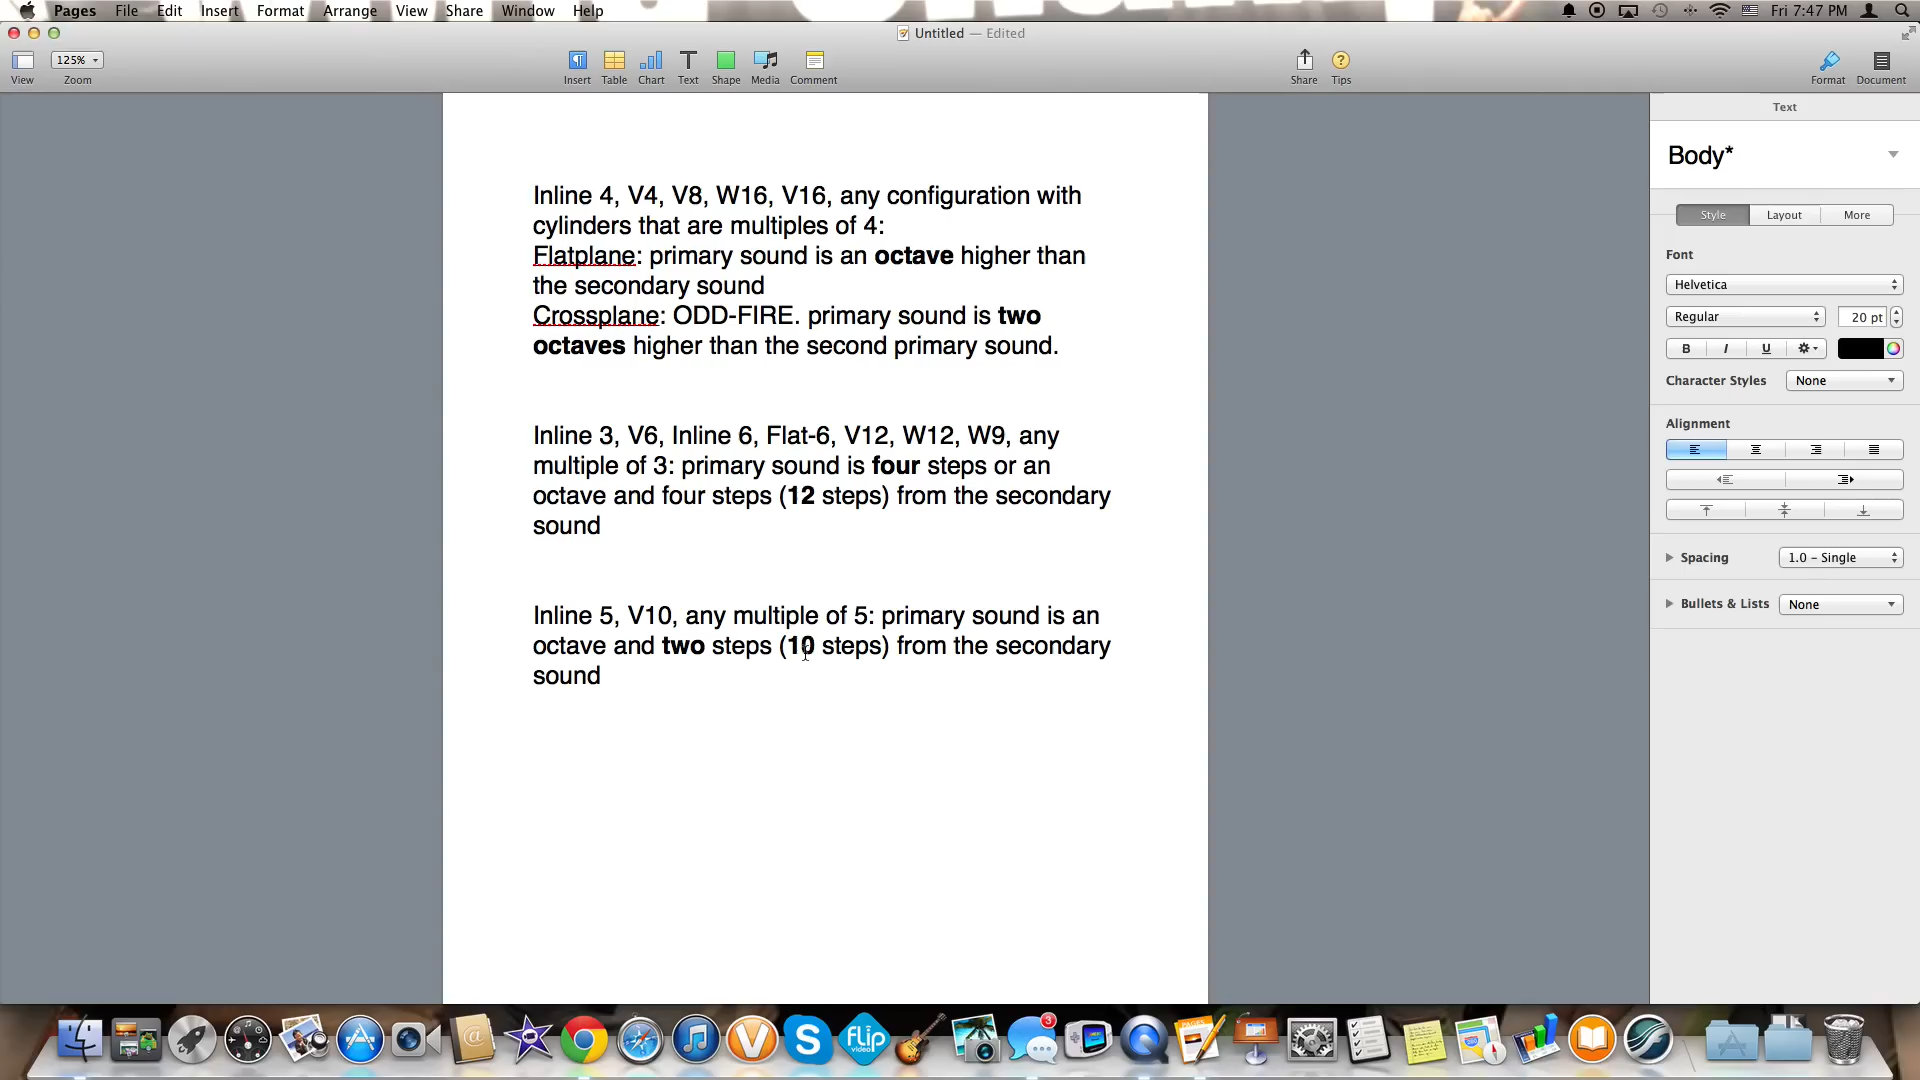 Pages File Edit Insert Format Arrange View Share Window Help Fri 7:47 PM
Untitled — Edited
125%
View Zoom Insert Table Chart Text Shape Media Comment Share Tips Format Document
Text
Body*
Style Layout More
Font
Helvetica
Regular 20 pt
B I U
Character Styles None
Alignment
Spacing 1.0 – Single
Bullets & Lists None
Inline 4, V4, V8, W16, V16, any configuration with
cylinders that are multiples of 4:
Flatplane: primary sound is an octave higher than
the secondary sound
Crossplane: ODD-FIRE. primary sound is two
octaves higher than the second primary sound.
Inline 3, V6, Inline 6, Flat-6, V12, W12, W9, any
multiple of 3: primary sound is four steps or an
octave and four steps (12 steps) from the secondary
sound
Inline 5, V10, any multiple of 5: primary sound is an
octave and two steps (10 steps) from the secondary
sound
3
flip
PAGES